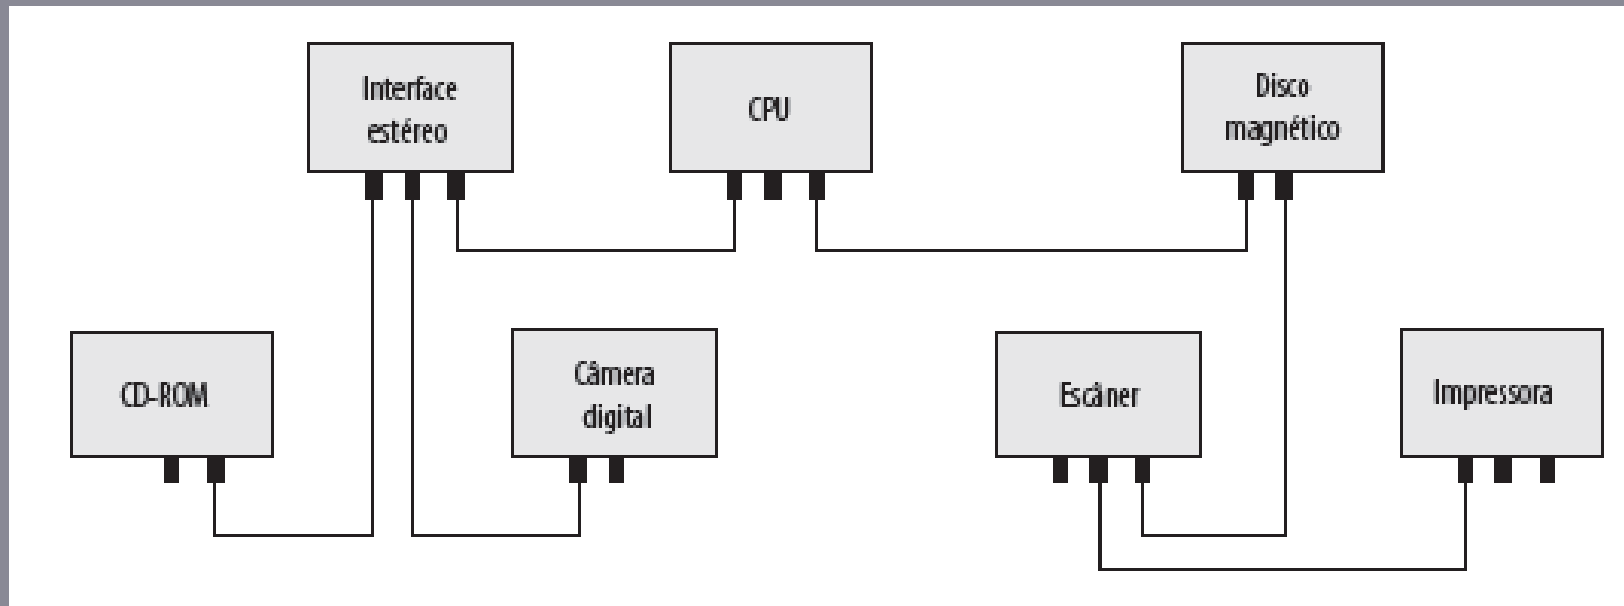 Interface
estéreo
CPU
Disco
magnético
CD-ROM
Câmera
digital
Escâner
Impressora